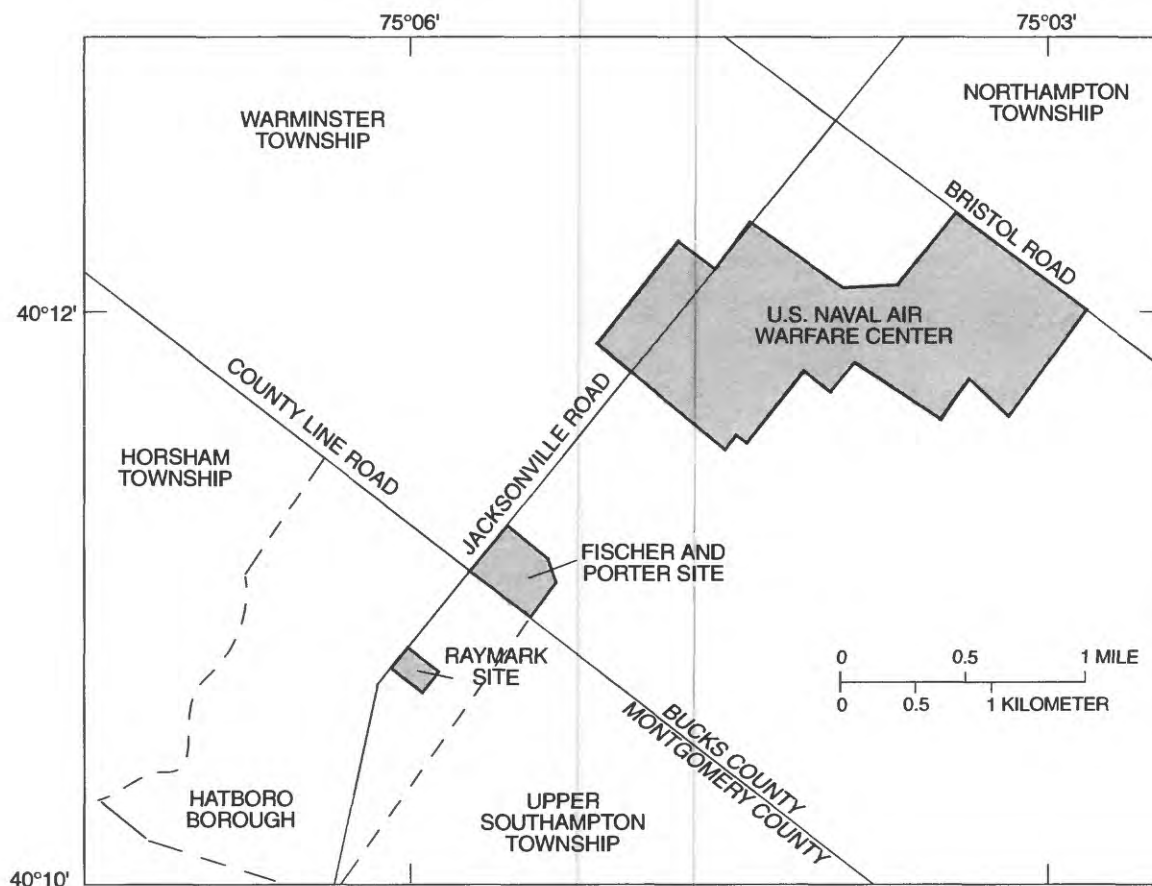 75°06'
75°03'
WARMINSTER
TOWNSHIP
NORTHAMPTON
TOWNSHIP
BRISTOL ROAD
40°12'
U.S. NAVAL AIR
WARFARE CENTER
COUNTY LINE ROAD
JACKSONVILLE ROAD
HORSHAM
TOWNSHIP
FISCHER AND
PORTER SITE
RAYMARK
SITE
0 0.5 1 MILE
0 0.5 1 KILOMETER
BUCKS COUNTY
MONTGOMERY COUNTY
HATBORO
BOROUGH
UPPER
SOUTHAMPTON
TOWNSHIP
40°10'